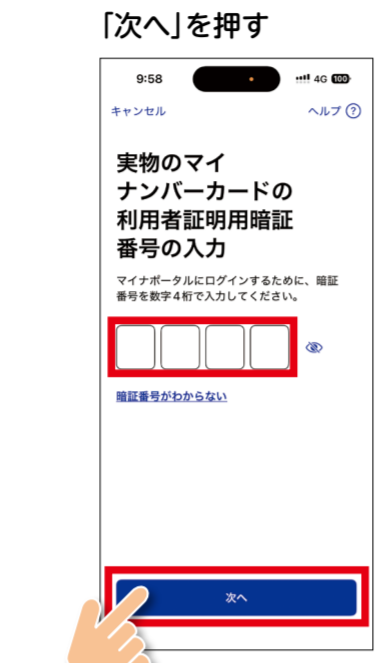 「次へ」を押す
9:58
4G 100
キャンセル
ヘルプ ?
実物のマイ
ナンバーカードの
利用者証明用暗証
番号の入力
マイナポータルにログインするために、暗証
番号を数字4桁で入力してください。
暗証番号がわからない
次へ